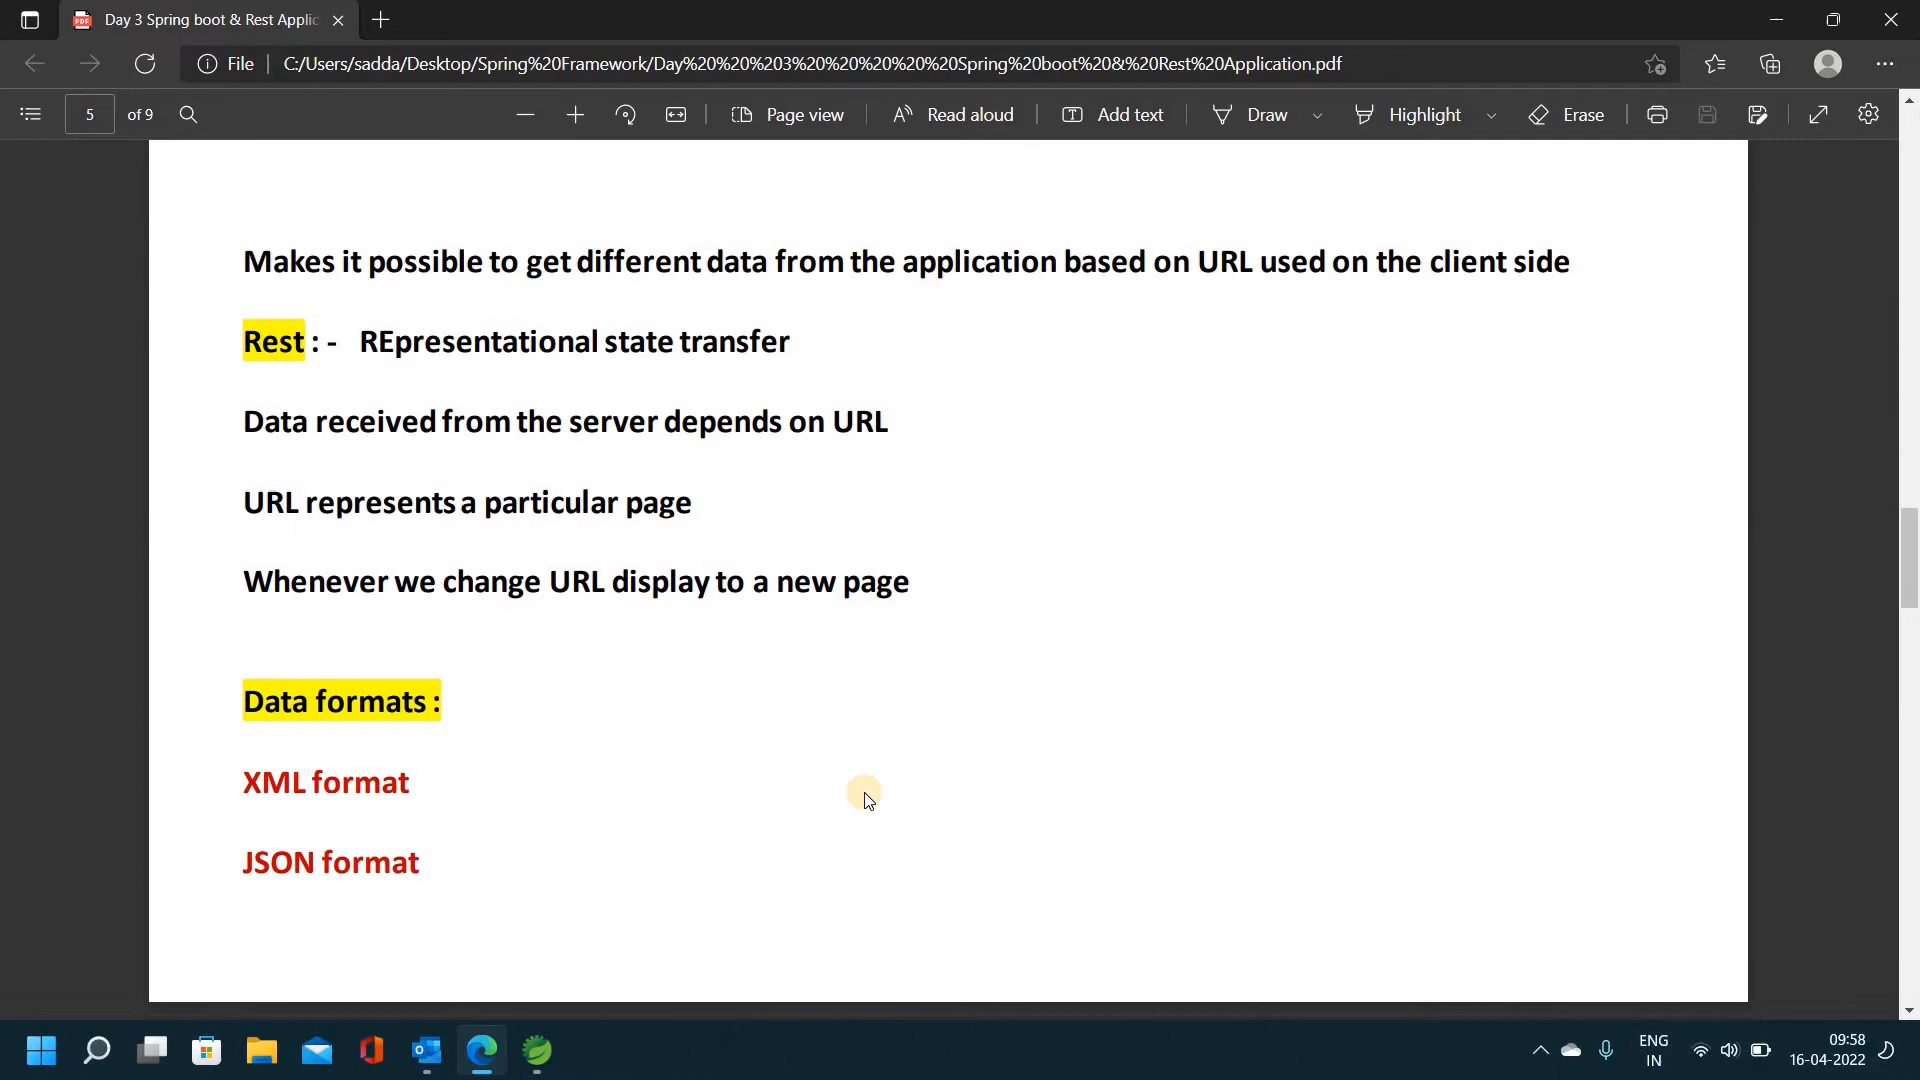 Day 3 Spring boot & Rest Applic
File
C:/Users/sadda/Desktop/Spring%20Framework/Day%20%20%203%20%20%20%20%20Spring%20boot%20&%20Rest%20Application.pdf
5 of 9
Page view
Read aloud
Add text
Draw
Highlight
Erase
Makes it possible to get different data from the application based on URL used on the client side
Rest : - REpresentational state transfer
Data received from the server depends on URL
URL represents a particular page
Whenever we change URL display to a new page
Data formats :
XML format
JSON format
ENG
IN
09:58
16-04-2022